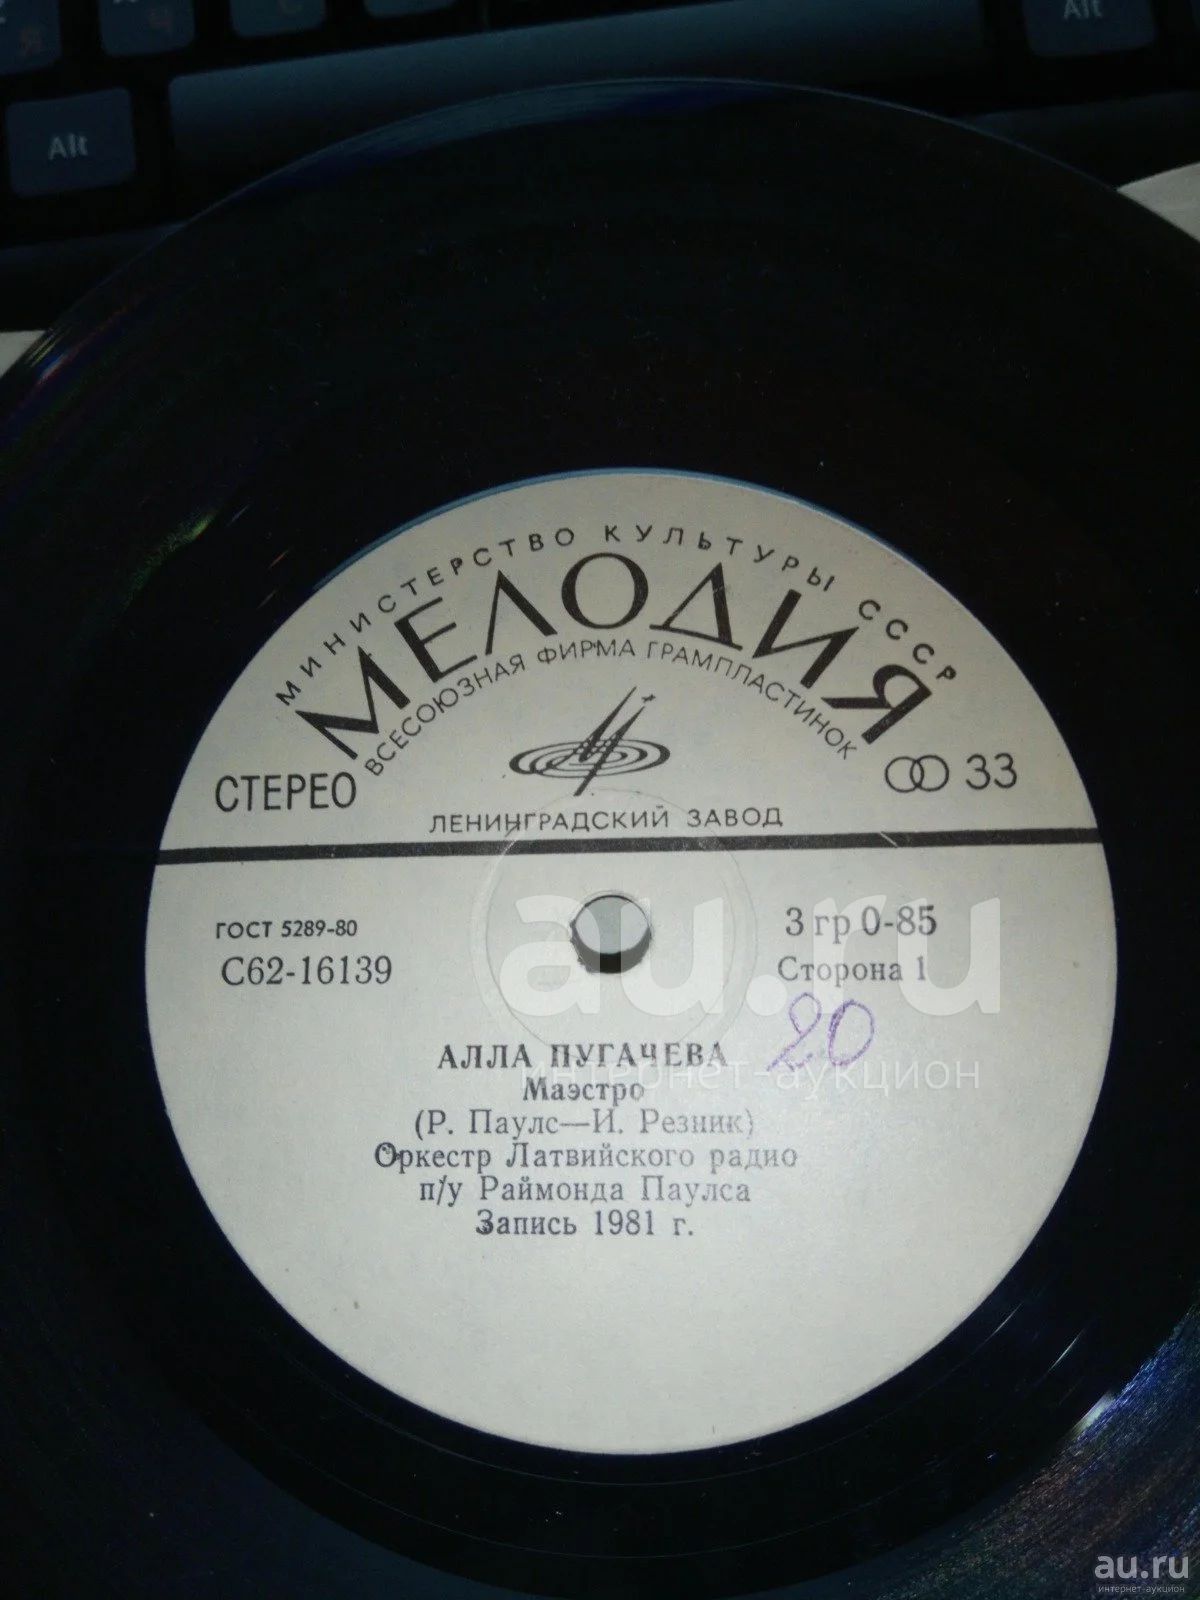 Alt
Alt
МИНИСТЕРСТВО КУЛЬТУРЫ СССР
МЕЛОДИЯ
ВСЕСОЮЗНАЯ ФИРМА ГРАМПЛАСТИНОК
СТЕРЕО
33
ЛЕНИНГРАДСКИЙ ЗАВОД
ГОСТ 5289-80
3 гр 0-85
С62-16139
Сторона 1
au.ru
интернет-аукцион
20
АЛЛА ПУГАЧЕВА
Маэстро
(Р. Паулс—И. Резник)
Оркестр Латвийского радио
п/у Раймонда Паулса
Запись 1981 г.
au.ru
интернет-аукцион